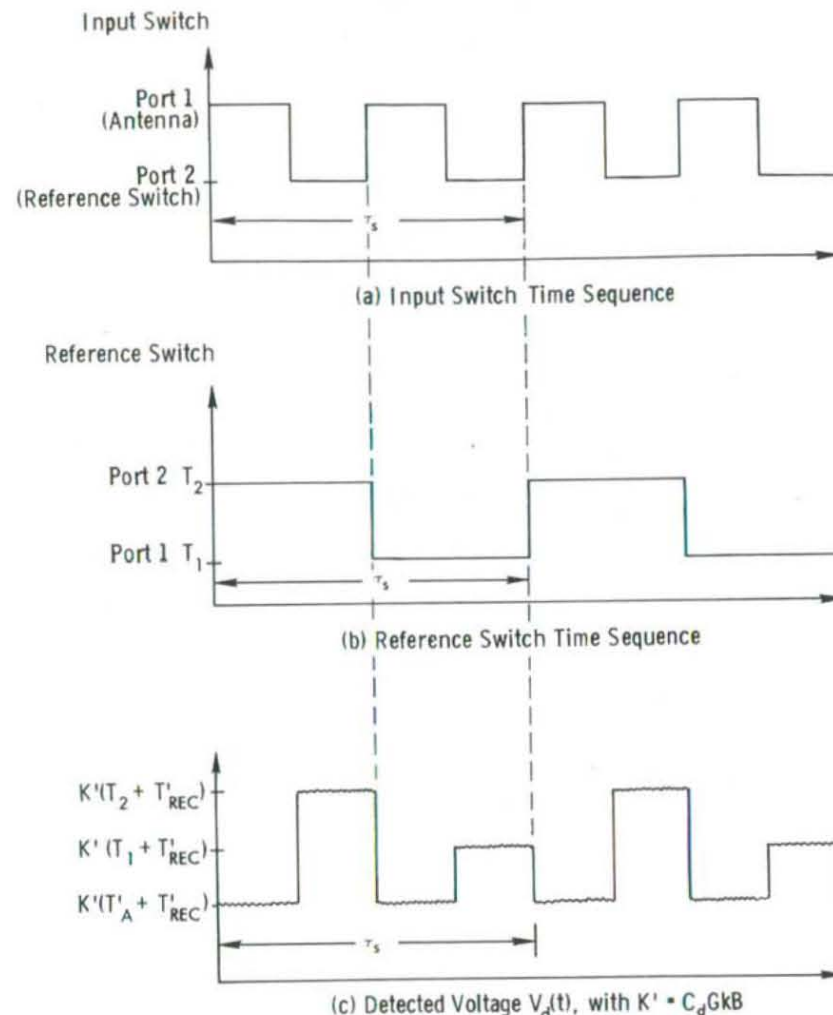 Input Switch
Port 1
(Antenna)
Port 2
(Reference Switch)
τs
(a) Input Switch Time Sequence
Reference Switch
Port 2 T2
Port 1 T1
τs
(b) Reference Switch Time Sequence
K'(T2 + T'REC)
K'(T1 + T'REC)
K'(T'A + T'REC)
τs
(c) Detected Voltage Vd(t), with K' = CdGkB